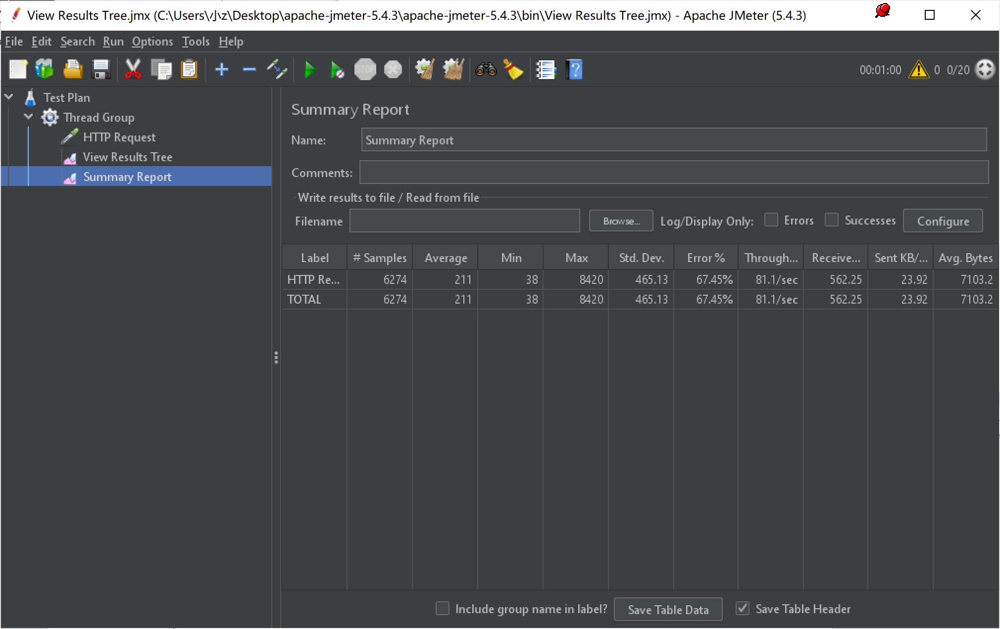 View Results Tree.jmx (C:\Users\小z\Desktop\apache-jmeter-5.4.3\apache-jmeter-5.4.3\bin\View Results Tree.jmx) - Apache JMeter (5.4.3)
File Edit Search Run Options Tools Help
STOP 00:01:00 0 0/20
Test Plan
Thread Group
HTTP Request
View Results Tree
Summary Report
Summary Report
Name: Summary Report
Comments:
Write results to file / Read from file
Filename Browse... Log/Display Only: Errors Successes Configure
Label # Samples Average Min Max Std. Dev. Error % Through... Receive... Sent KB/... Avg. Bytes
HTTP Re... 6274 211 38 8420 465.13 67.45% 81.1/sec 562.25 23.92 7103.2
TOTAL 6274 211 38 8420 465.13 67.45% 81.1/sec 562.25 23.92 7103.2
Include group name in label? Save Table Data Save Table Header